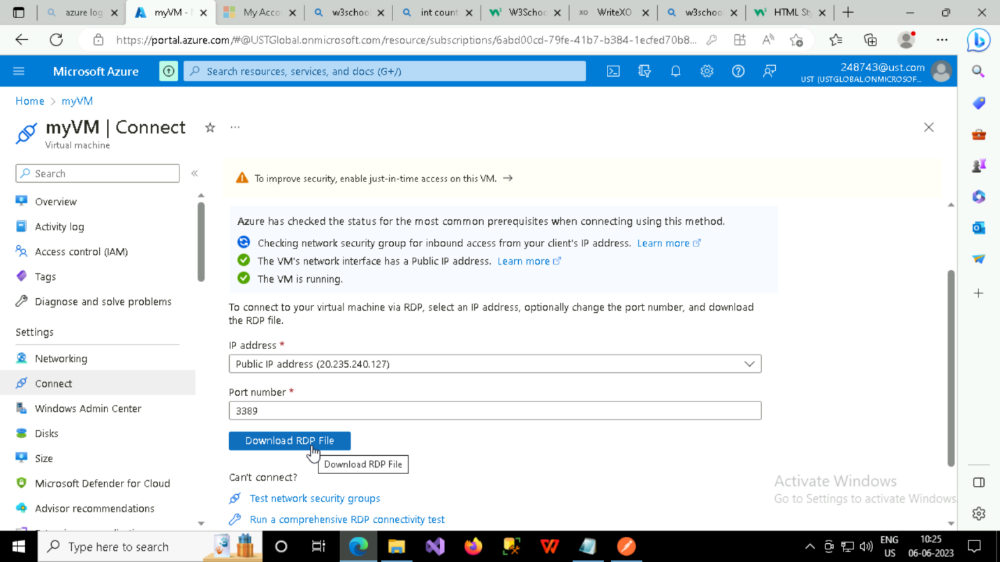 azure log
myVM -
My Acco
w3schoo
int count
W3Schoo
WriteXO
w3schoo
HTML St
https://portal.azure.com/#@USTGlobal.onmicrosoft.com/resource/subscriptions/6abd00cd-79fe-41b7-b384-1ecfed70b8...
Microsoft Azure
Search resources, services, and docs (G+/)
248743@ust.com
UST (USTGLOBAL.ONMICROSOF...
Home > myVM
myVM | Connect
Virtual machine
Search
Overview
Activity log
Access control (IAM)
Tags
Diagnose and solve problems
Settings
Networking
Connect
Windows Admin Center
Disks
Size
Microsoft Defender for Cloud
Advisor recommendations
To improve security, enable just-in-time access on this VM. →
Azure has checked the status for the most common prerequisites when connecting using this method.
Checking network security group for inbound access from your client's IP address. Learn more
The VM's network interface has a Public IP address. Learn more
The VM is running.
To connect to your virtual machine via RDP, select an IP address, optionally change the port number, and download
the RDP file.
IP address *
Public IP address (20.235.240.127)
Port number *
3389
Download RDP File
Download RDP File
Can't connect?
Test network security groups
Run a comprehensive RDP connectivity test
Activate Windows
Go to Settings to activate Windows.
Type here to search
ENG
US
10:25
06-06-2023